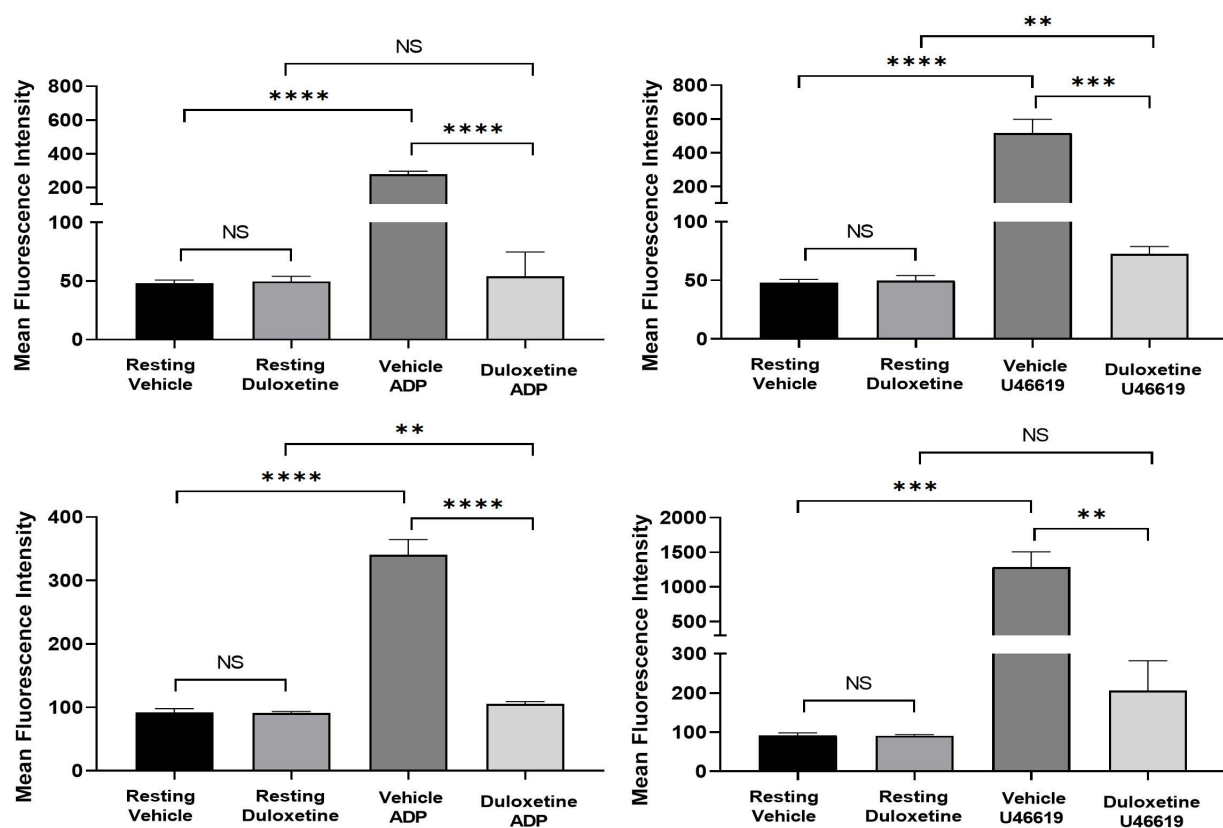 NS
****
****
800
600
400
200
100
50
0
NS
Mean Fluorescence Intensity
Resting Vehicle
Resting Duloxetine
Vehicle ADP
Duloxetine ADP
**
****
***
800
600
400
200
100
50
0
NS
Mean Fluorescence Intensity
Resting Vehicle
Resting Duloxetine
Vehicle U46619
Duloxetine U46619
**
****
****
400
300
200
100
0
NS
Mean Fluorescence Intensity
Resting Vehicle
Resting Duloxetine
Vehicle ADP
Duloxetine ADP
NS
***
**
2000
1500
1000
500
300
200
100
0
NS
Mean Fluorescence Intensity
Resting Vehicle
Resting Duloxetine
Vehicle U46619
Duloxetine U46619